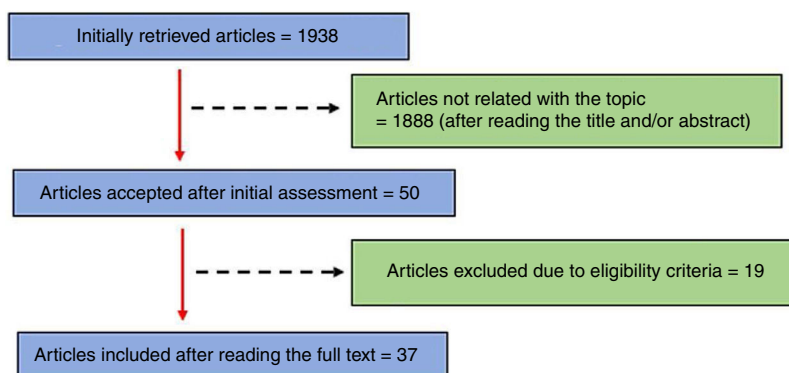 Initially retrieved articles = 1938
Articles not related with the topic
= 1888 (after reading the title and/or abstract)
Articles accepted after initial assessment = 50
Articles excluded due to eligibility criteria = 19
Articles included after reading the full text = 37